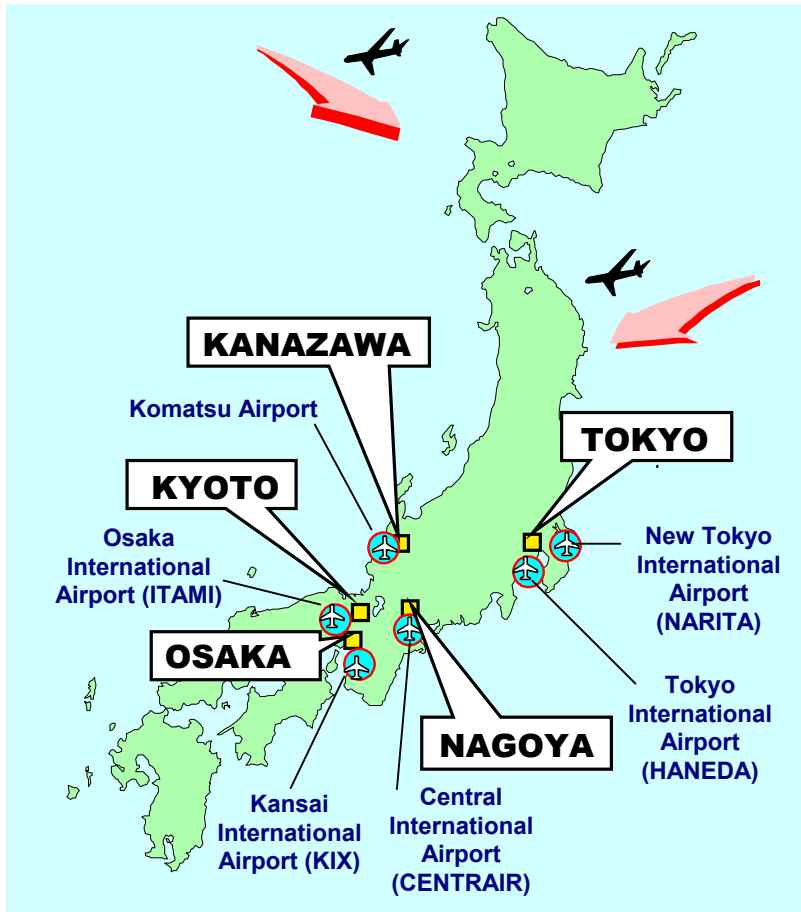 KANAZAWA
Komatsu Airport
TOKYO
KYOTO
Osaka
International
Airport (ITAMI)
New Tokyo
International
Airport
(NARITA)
OSAKA
Tokyo
International
Airport
(HANEDA)
NAGOYA
Kansai
International
Airport (KIX)
Central
International
Airport
(CENTRAIR)